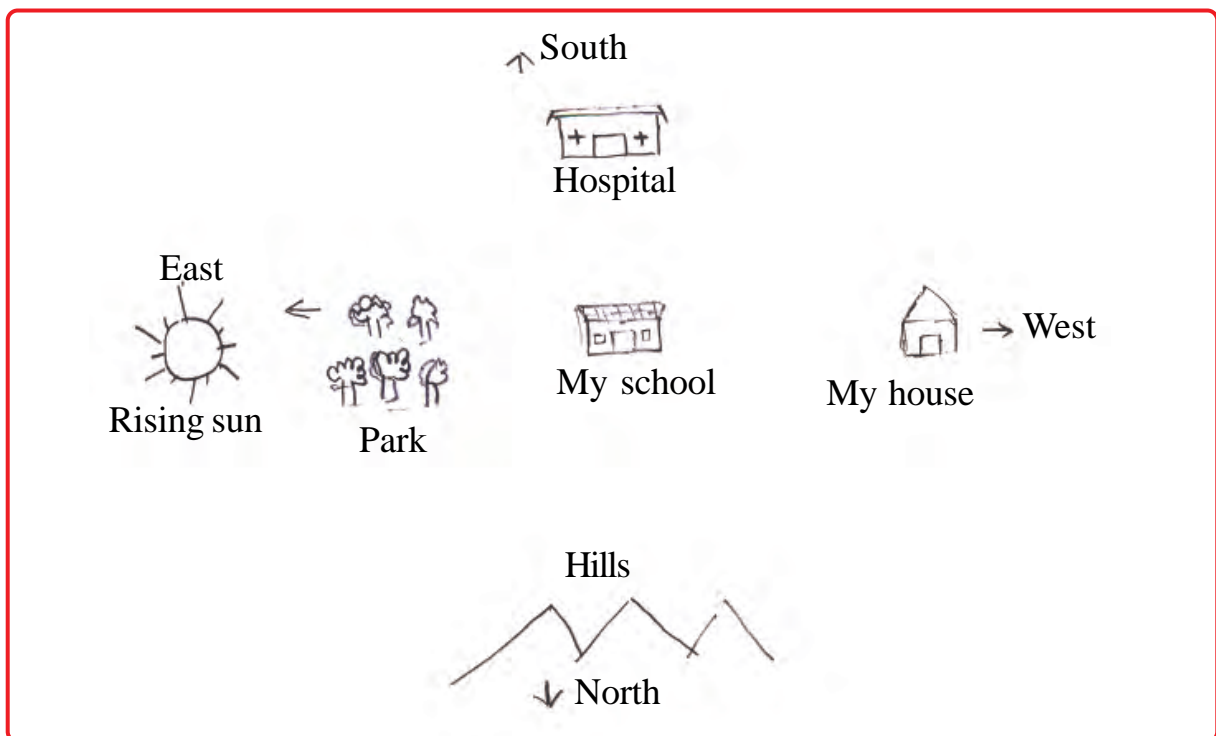 South
Hospital
East
West
My school
My house
Rising sun
Park
Hills
North